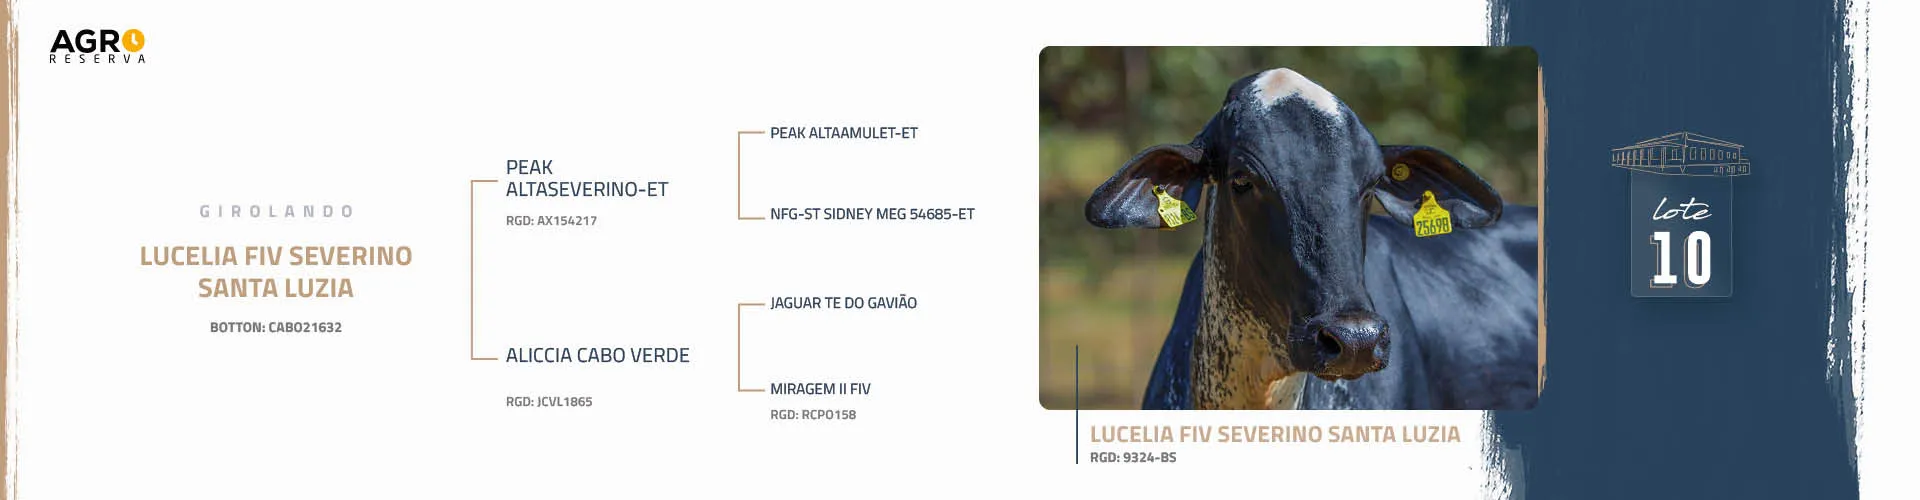 AGRO
RESERVA
GIROLANDO
LUCELIA FIV SEVERINO
SANTA LUZIA
BOTTON: CABO21632
PEAK
ALTASEVERINO-ET
RGD: AX154217
ALICCIA CABO VERDE
RGD: JCVL1865
PEAK ALTAAMULET-ET
NFG-ST SIDNEY MEG 54685-ET
JAGUAR TE DO GAVIÃO
MIRAGEM II FIV
RGD: RCPO158
25698
LUCELIA FIV SEVERINO SANTA LUZIA
RGD: 9324-BS
lote
10